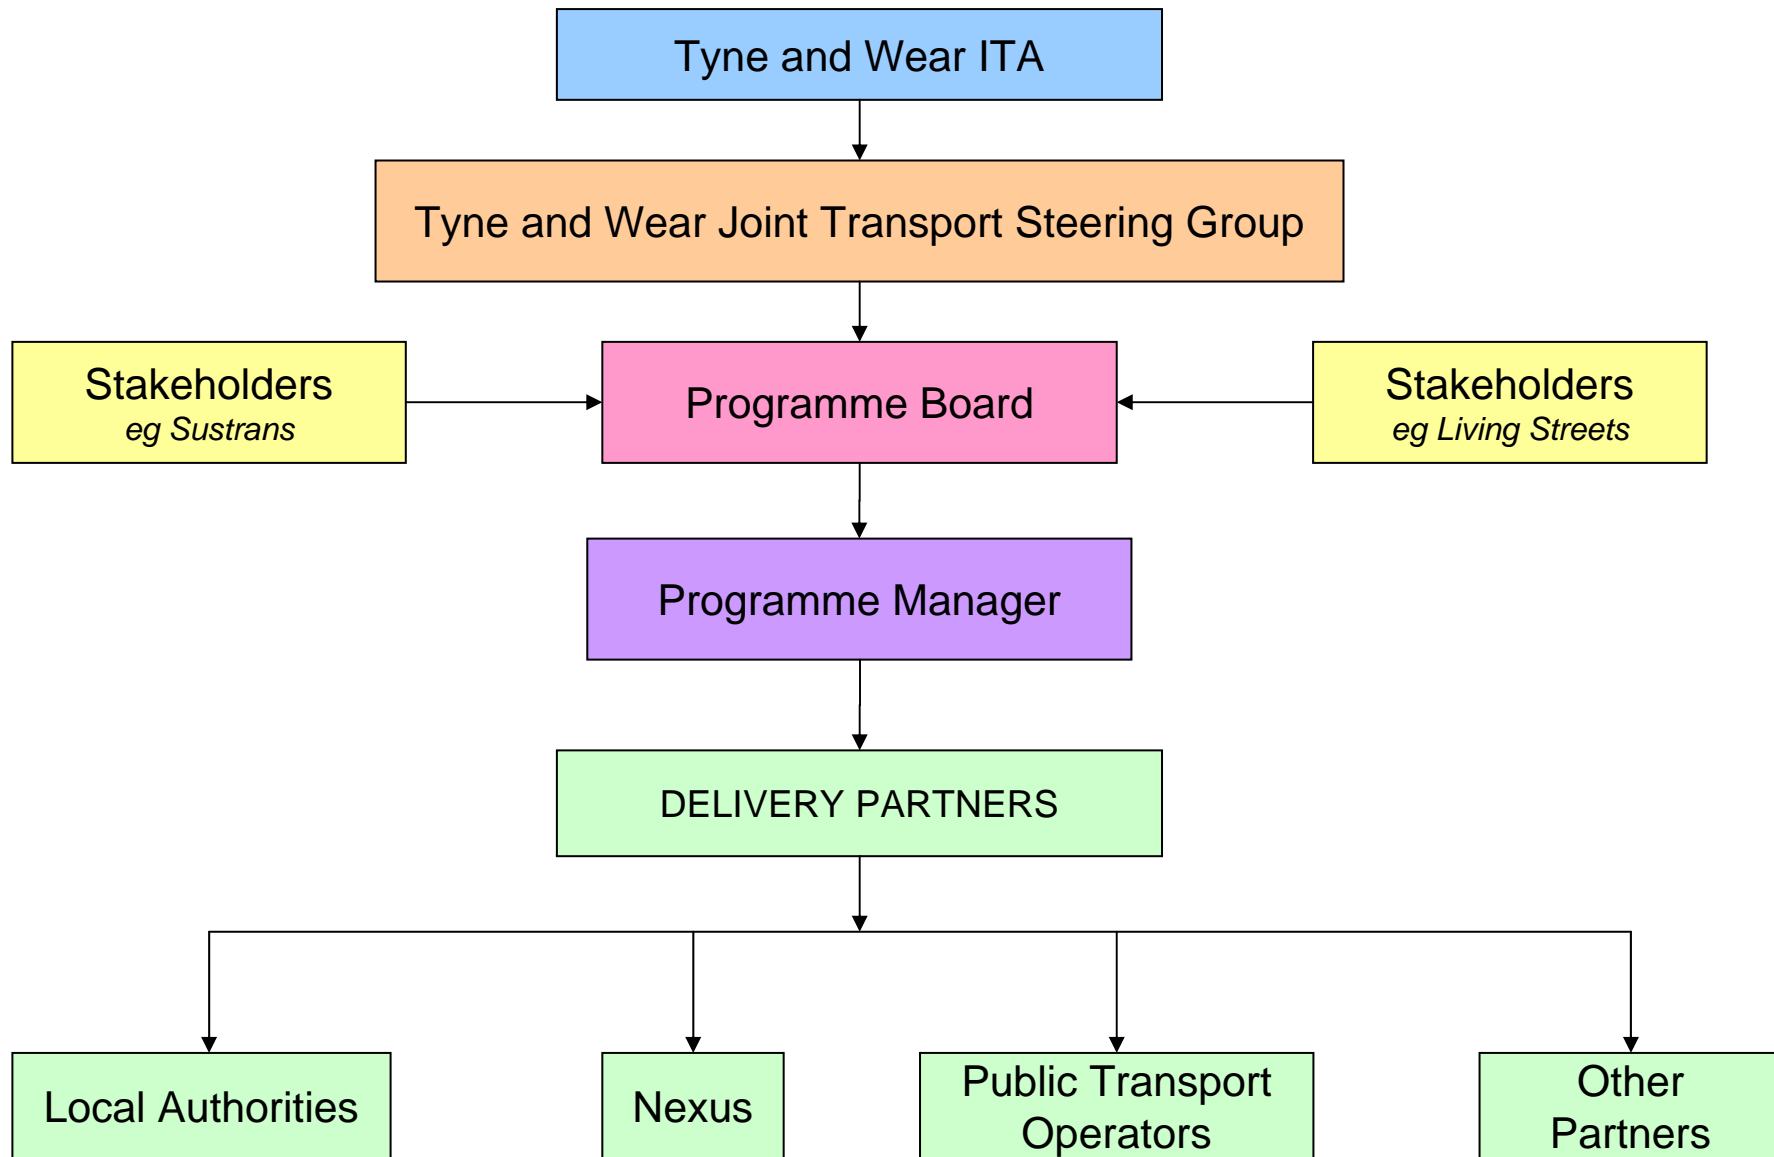 Tyne and Wear ITA
Tyne and Wear Joint Transport Steering Group
Stakeholders
eg Sustrans
Programme Board
Stakeholders
eg Living Streets
Programme Manager
DELIVERY PARTNERS
Local Authorities
Nexus
Public Transport
Operators
Other
Partners